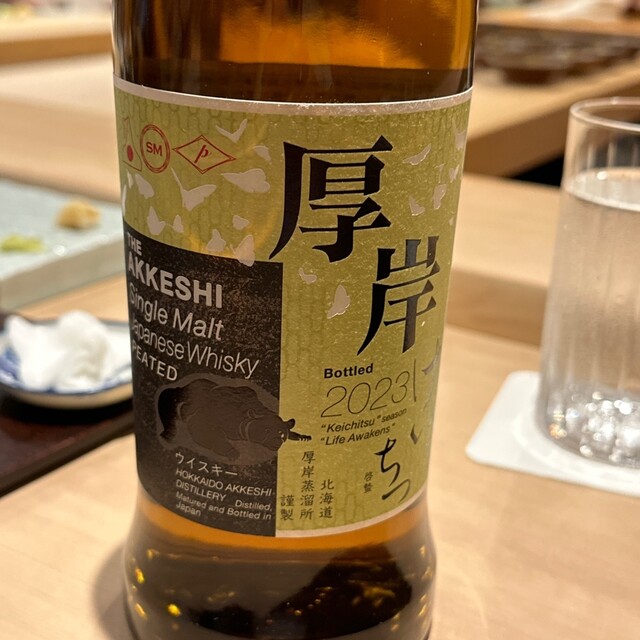 SM
厚岸
THE
AKKESHI
Single Malt
Japanese Whisky
PEATED
Bottled
2023
"Keichitsu" season
"Life Awakens"
けいちつ
啓蟄
ウイスキー
HOKKAIDO AKKESHI
DISTILLERY Distilled,
Matured and Bottled in
Japan
北海道
厚岸蒸溜所
謹製